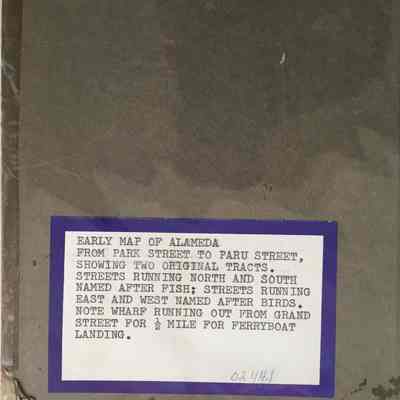 EARLY MAP OF ALAMEDA
FROM PARK STREET TO PARU STREET,
SHOWING TWO ORIGINAL TRACTS.
STREETS RUNNING NORTH AND SOUTH
NAMED AFTER FISH; STREETS RUNNING
EAST AND WEST NAMED AFTER BIRDS.
NOTE WHARF RUNNING OUT FROM GRAND
STREET FOR ½ MILE FOR FERRYBOAT
LANDING.